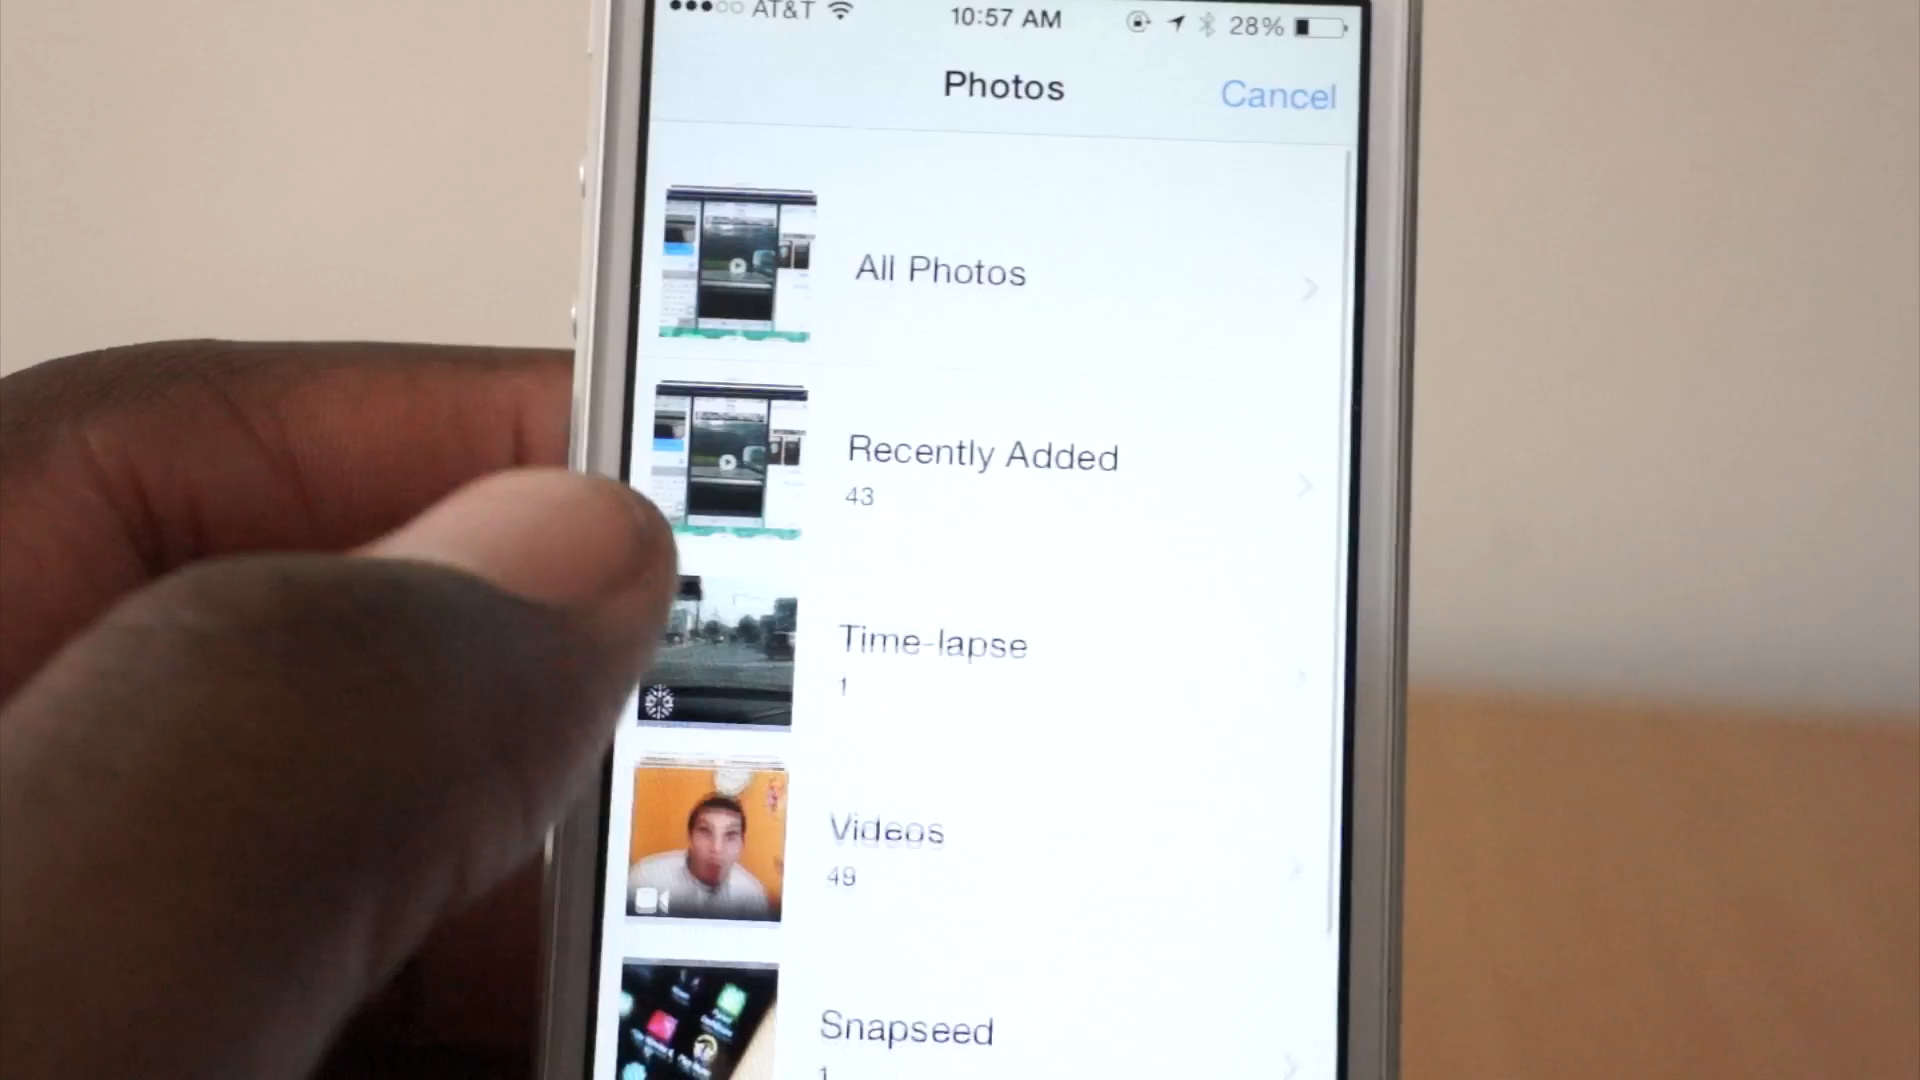 AT&T 10:57 AM 28%
Photos Cancel
All Photos
Recently Added
43
Time-lapse
1
Videos
49
Snapseed
1